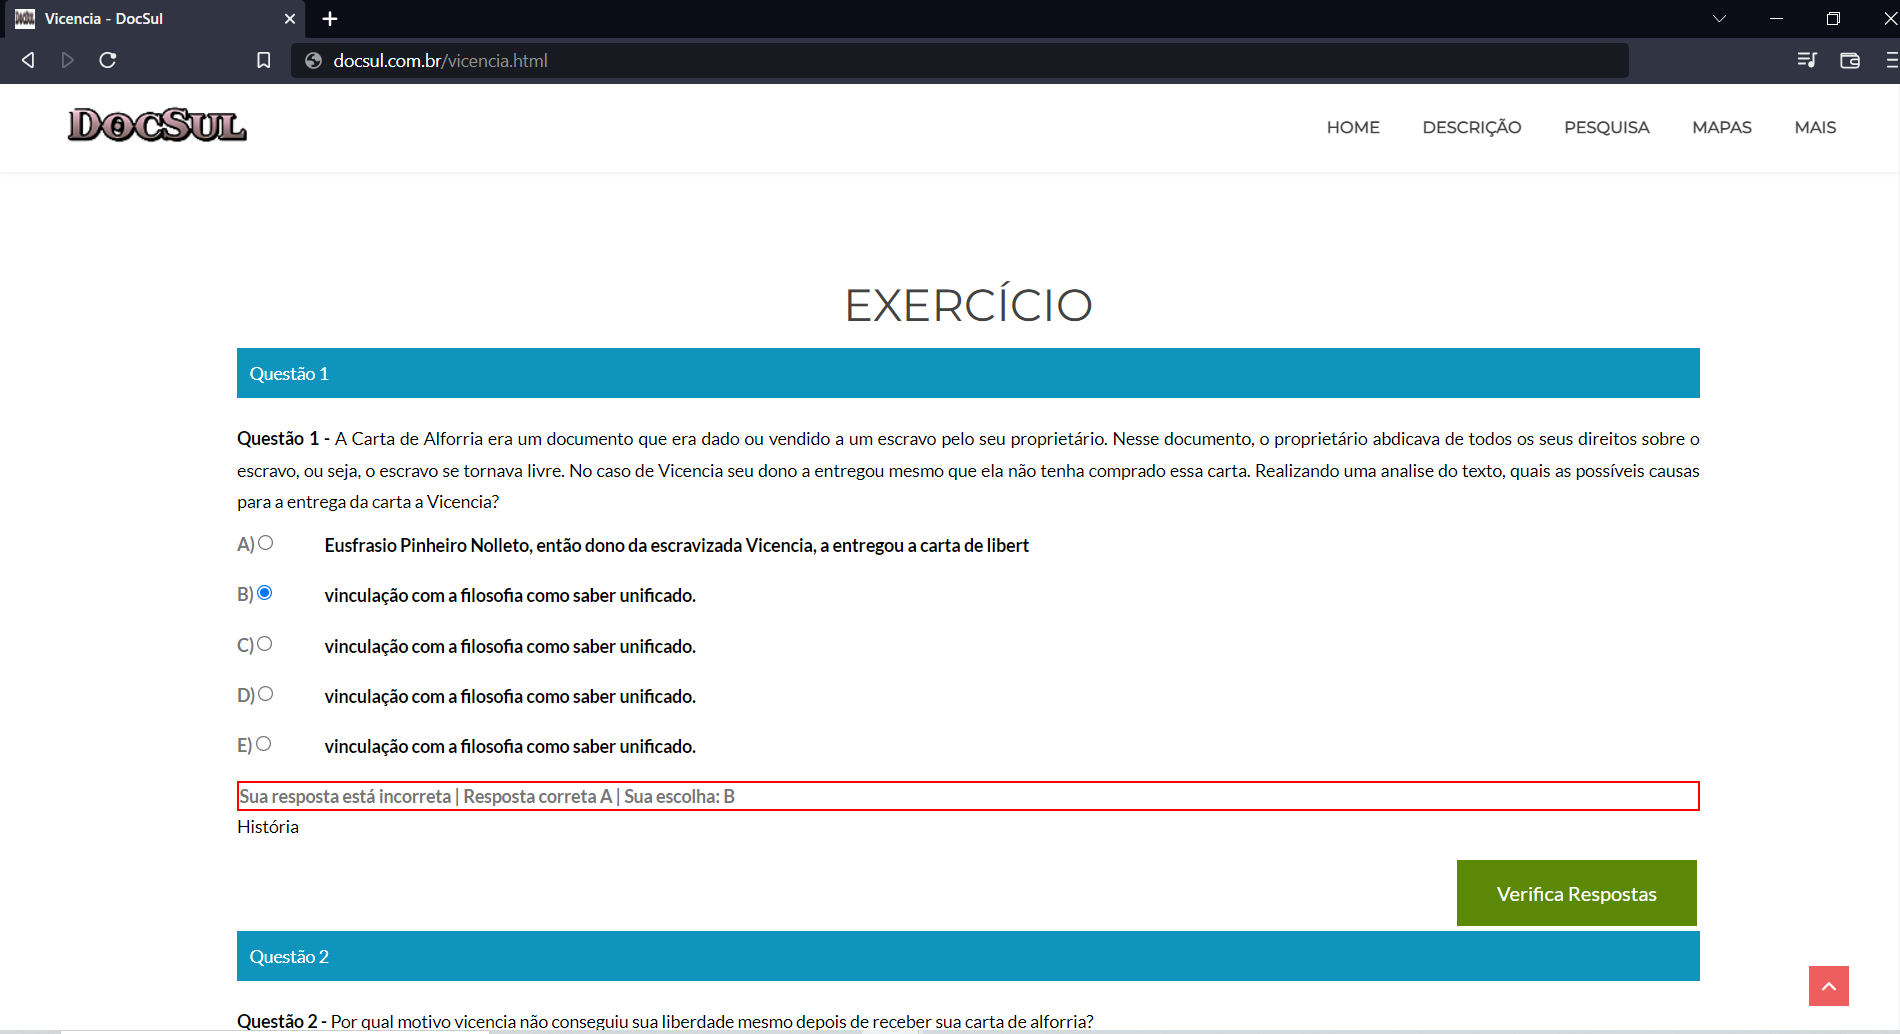 Vicencia - DocSul
docsul.com.br/vicencia.html
DOCSUL
HOME DESCRIÇÃO PESQUISA MAPAS MAIS
EXERCÍCIO
Questão 1
Questão 1 - A Carta de Alforria era um documento que era dado ou vendido a um escravo pelo seu proprietário. Nesse documento, o proprietário abdicava de todos os seus direitos sobre o
escravo, ou seja, o escravo se tornava livre. No caso de Vicencia seu dono a entregou mesmo que ela não tenha comprado essa carta. Realizando uma analise do texto, quais as possíveis causas
para a entrega da carta a Vicencia?
A) Eusfrasio Pinheiro Nolleto, então dono da escravizada Vicencia, a entregou a carta de libert
B) vinculação com a filosofia como saber unificado.
C) vinculação com a filosofia como saber unificado.
D) vinculação com a filosofia como saber unificado.
E) vinculação com a filosofia como saber unificado.
Sua resposta está incorreta | Resposta correta A | Sua escolha: B
História
Verifica Respostas
Questão 2
Questão 2 - Por qual motivo vicencia não conseguiu sua liberdade mesmo depois de receber sua carta de alforria?